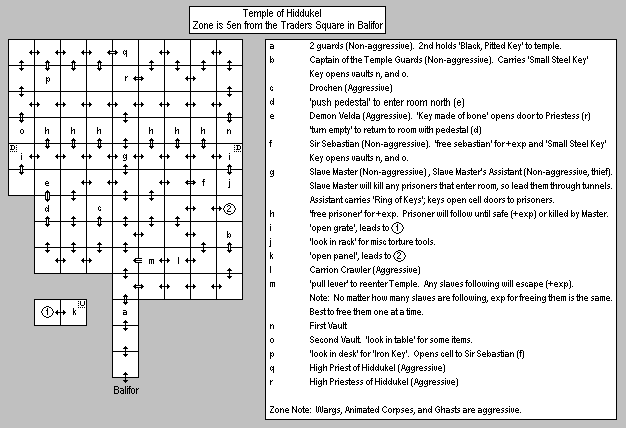 Temple of Hiddukel
Zone is 5en from the Traders Square in Balifor
q
p r
o h h h h h h n
D D
i g i
e f j
d c 2
b
m l
1 k U
a
Balifor
a 2 guards (Non-aggressive). 2nd holds 'Black, Pitted Key' to temple.
b Captain of the Temple Guards (Non-aggressive). Carries 'Small Steel Key'
Key opens vaults n, and o.
c Drochen (Aggressive)
d 'push pedestal' to enter room north (e)
e Demon Velda (Aggressive). 'Key made of bone' opens door to Priestess (r)
'turn empty' to return to room with pedestal (d)
f Sir Sebastian (Non-aggressive). 'free sebastian' for +exp and 'Small Steel Key'
Key opens vaults n, and o.
g Slave Master (Non-aggressive) , Slave Master's Assistant (Non-aggressive, thief).
Slave Master will kill any prisoners that enter room, so lead them through tunnels.
Assistant carries 'Ring of Keys'; keys open cell doors to prisoners.
h 'free prisoner' for +exp. Prisoner will follow until safe (+exp) or killed by Master.
i 'open grate', leads to 1
j 'look in rack' for misc torture tools.
k 'open panel', leads to 2
l Carrion Crawler (Aggressive)
m 'pull lever' to reenter Temple. Any slaves following will escape (+exp).
Note: No matter how many slaves are following, exp for freeing them is the same.
Best to free them one at a time.
n First Vault
o Second Vault. 'look in table' for some items.
p 'look in desk' for 'Iron Key'. Opens cell to Sir Sebastian (f)
q High Priest of Hiddukel (Aggressive)
r High Priestess of Hiddukel (Aggressive)
Zone Note: Wargs, Animated Corpses, and Ghasts are aggressive.